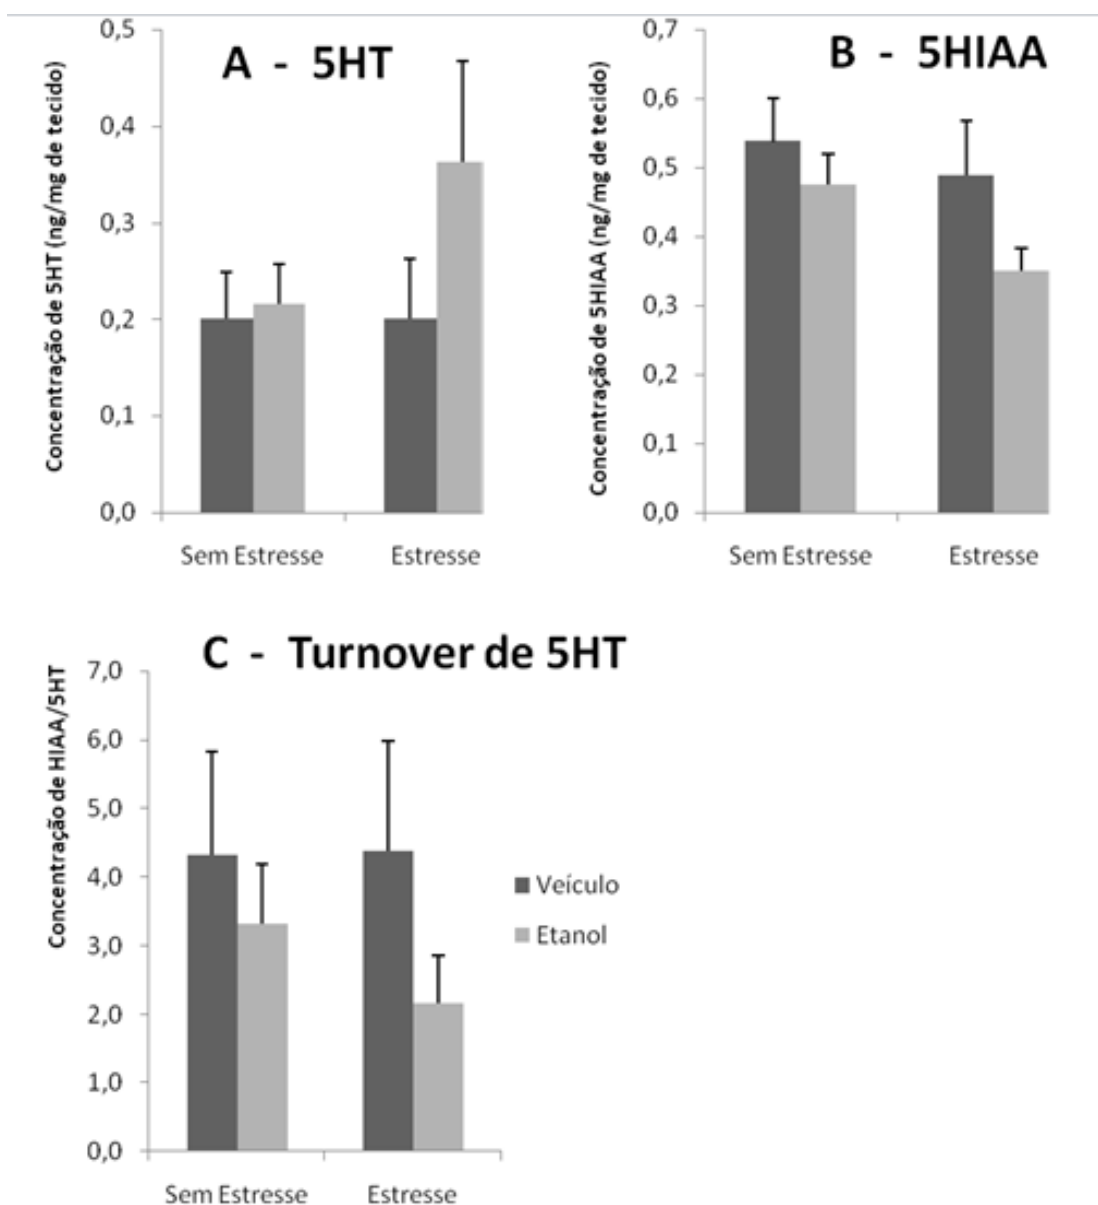 A - 5HT
Concentração de 5HT (ng/mg de tecido)
0,5
0,4
0,3
0,2
0,1
0,0
Sem Estresse
Estresse
B - 5HIAA
Concentração de 5HIAA (ng/mg de tecido)
0,7
0,6
0,5
0,4
0,3
0,2
0,1
0,0
Sem Estresse
Estresse
C - Turnover de 5HT
Concentração de HIAA/5HT
7,0
6,0
5,0
4,0
3,0
2,0
1,0
0,0
Sem Estresse
Estresse
Veículo
Etanol